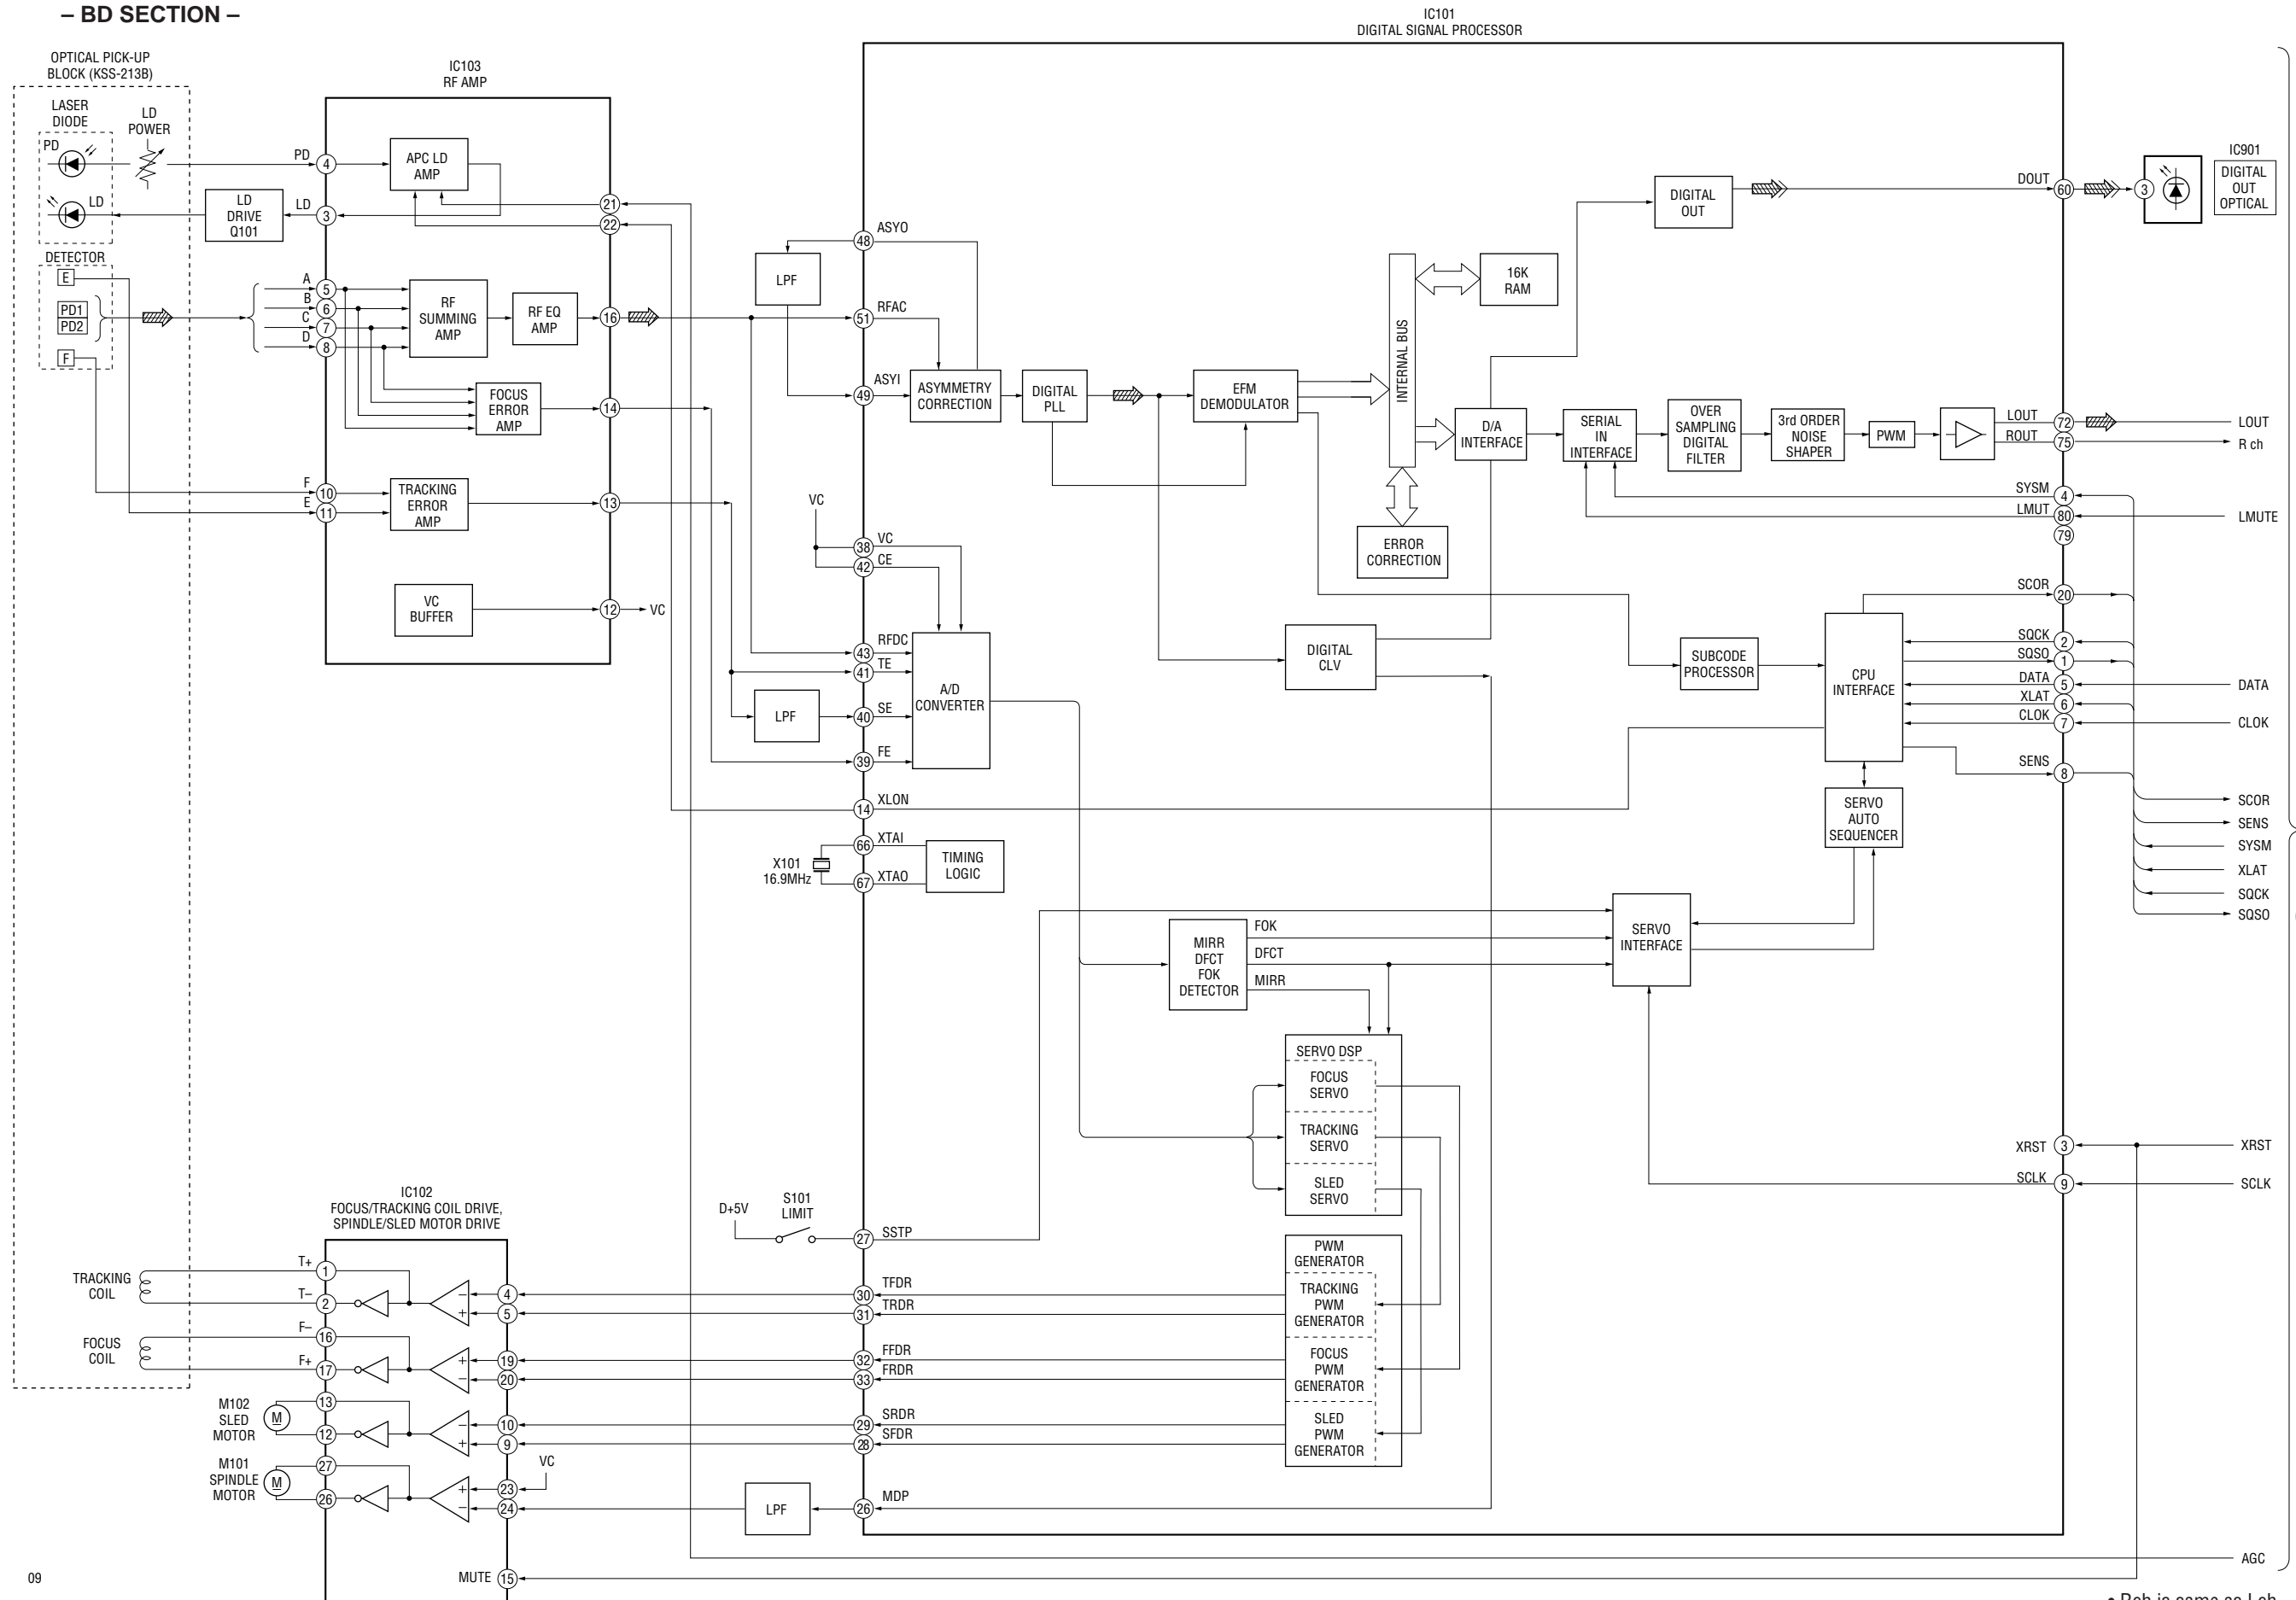 – BD SECTION –
IC101
DIGITAL SIGNAL PROCESSOR
OPTICAL PICK-UP
BLOCK (KSS-213B)
LASER
DIODE
LD
POWER
PD
LD
LD
DRIVE
Q101
DETECTOR
E
PD1
PD2
F
IC103
RF AMP
PD
4
APC LD
AMP
LD
3
21
22
A
5
B
6
C
7
D
8
RF
SUMMING
AMP
RF EQ
AMP
16
FOCUS
ERROR
AMP
14
F
10
E
11
TRACKING
ERROR
AMP
13
VC
BUFFER
12
VC
LPF
48
ASYO
51
RFAC
49
ASYI
ASYMMETRY
CORRECTION
DIGITAL
PLL
EFM
DEMODULATOR
INTERNAL BUS
16K
RAM
DIGITAL
OUT
DOUT
60
3
IC901
DIGITAL
OUT
OPTICAL
D/A
INTERFACE
SERIAL
IN
INTERFACE
OVER
SAMPLING
DIGITAL
FILTER
3rd ORDER
NOISE
SHAPER
PWM
LOUT
72
LOUT
ROUT
75
R ch
SYSM
4
LMUT
80
LMUTE
79
ERROR
CORRECTION
VC
38
VC
42
CE
43
RFDC
41
TE
LPF
40
SE
39
FE
A/D
CONVERTER
DIGITAL
CLV
SUBCODE
PROCESSOR
CPU
INTERFACE
SCOR
20
SQCK
2
SQSO
1
DATA
5
DATA
XLAT
6
CLOK
7
CLOK
SENS
8
14
XLON
SERVO
AUTO
SEQUENCER
SCOR
SENS
SYSM
XLAT
SQCK
SQSO
X101
16.9MHz
66
XTAI
67
XTAO
TIMING
LOGIC
MIRR
DFCT
FOK
DETECTOR
FOK
DFCT
MIRR
SERVO
INTERFACE
SERVO DSP
FOCUS
SERVO
TRACKING
SERVO
SLED
SERVO
XRST
3
XRST
SCLK
9
SCLK
D+5V
S101
LIMIT
27
SSTP
IC102
FOCUS/TRACKING COIL DRIVE,
SPINDLE/SLED MOTOR DRIVE
TRACKING
COIL
T+
1
T–
2
–
+
4
5
30
TFDR
31
TRDR
PWM
GENERATOR
TRACKING
PWM
GENERATOR
FOCUS
COIL
F–
16
F+
17
+
–
19
20
32
FFDR
33
FRDR
FOCUS
PWM
GENERATOR
M102
SLED
MOTOR
M
13
12
–
+
10
9
29
SRDR
28
SFDR
SLED
PWM
GENERATOR
M101
SPINDLE
MOTOR
M
27
26
+
–
23
24
VC
LPF
26
MDP
AGC
MUTE
15
09
• Rch is same as Lch